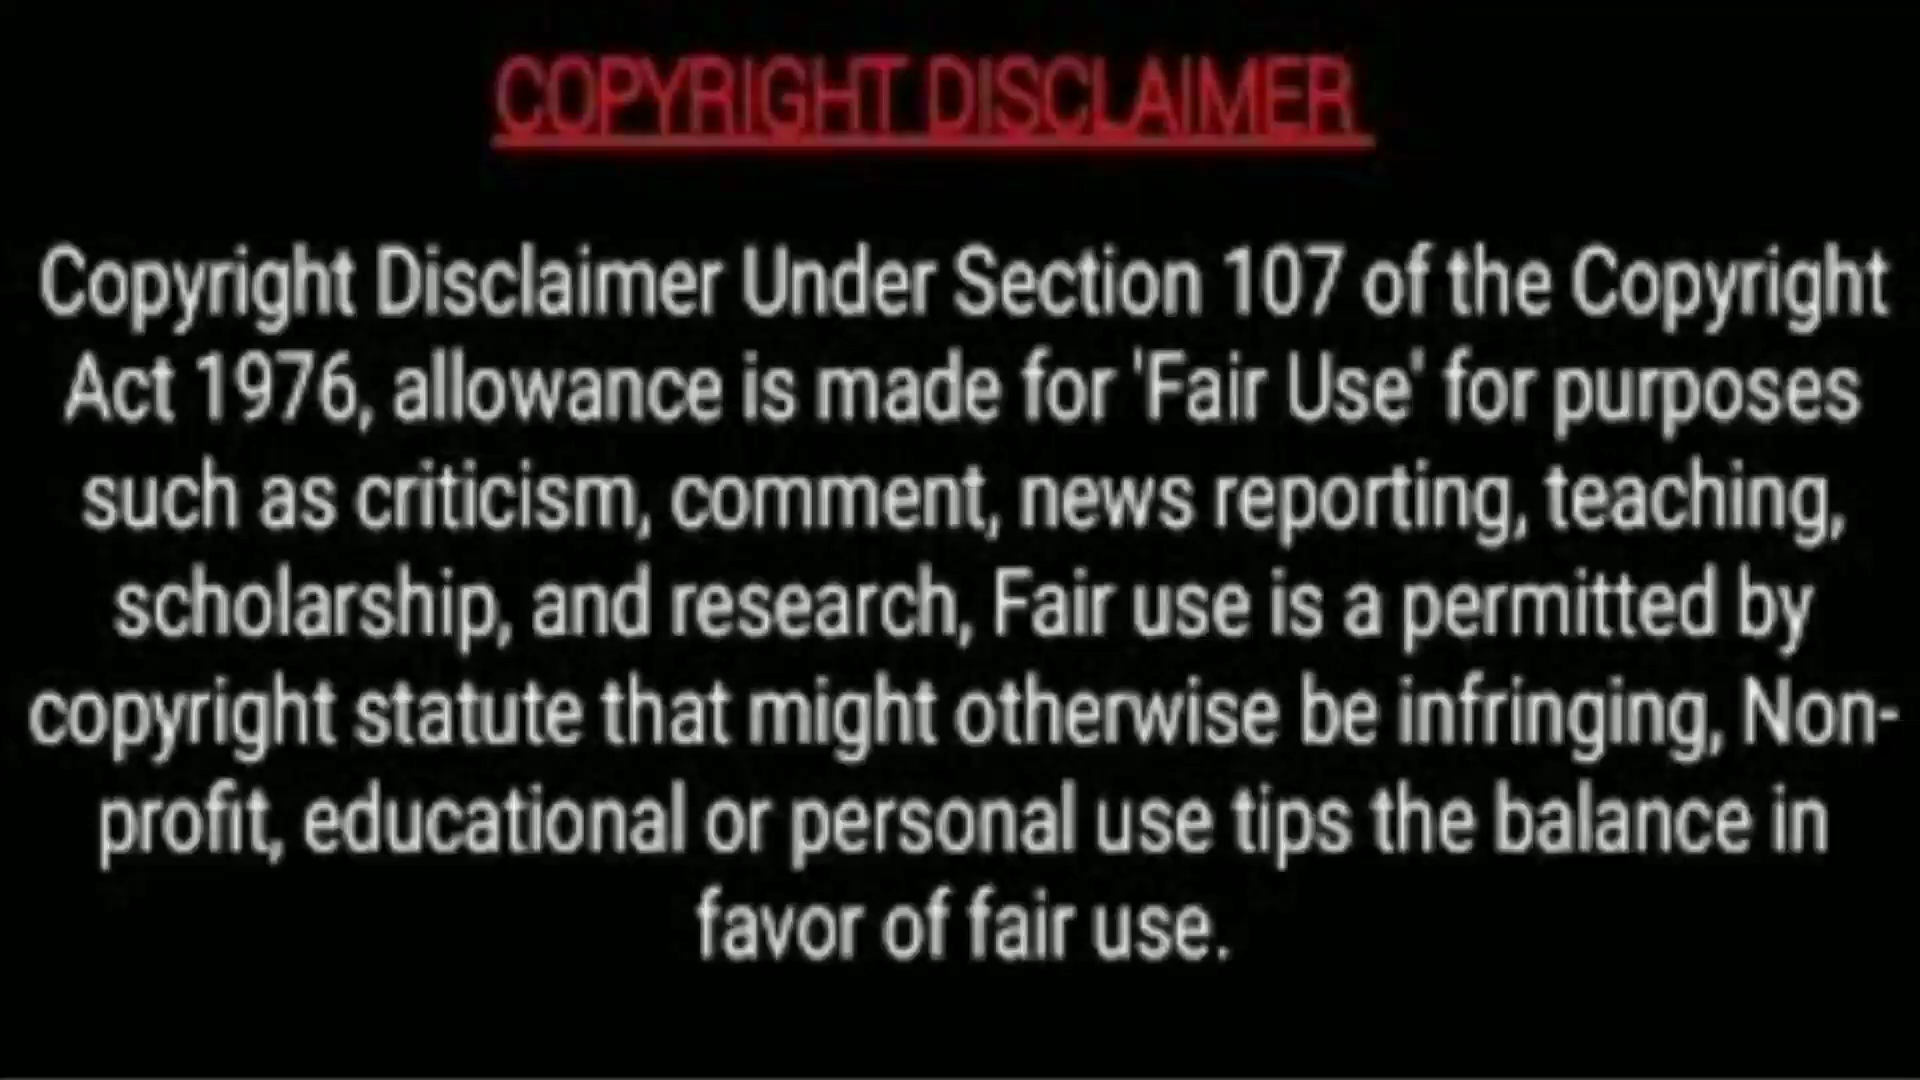 COPYRIGHT DISCLAIMER
Copyright Disclaimer Under Section 107 of the Copyright
Act 1976, allowance is made for 'Fair Use' for purposes
such as criticism, comment, news reporting, teaching,
scholarship, and research, Fair use is a permitted by
copyright statute that might otherwise be infringing, Non-
profit, educational or personal use tips the balance in
favor of fair use.